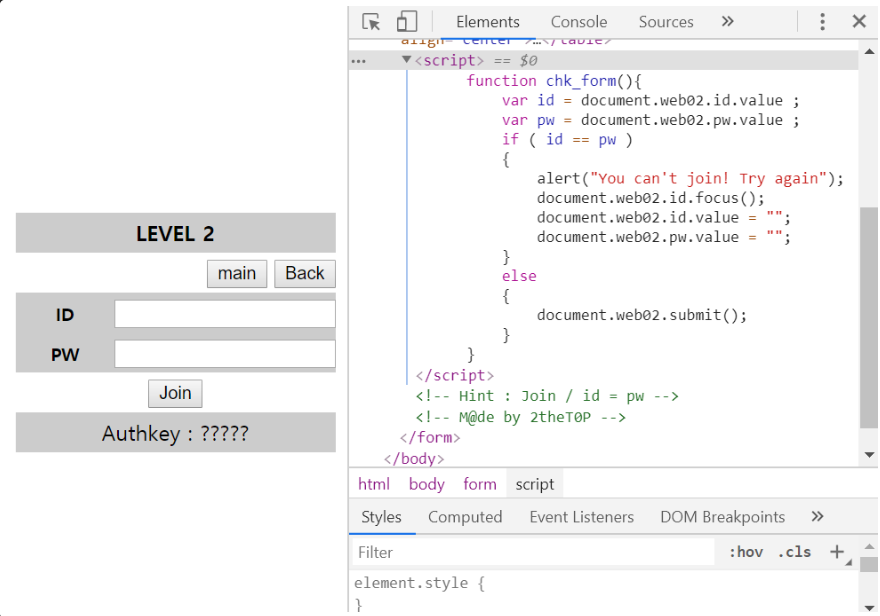 LEVEL 2
main Back
ID
PW
Join
Authkey : ?????
Elements Console Sources »
align="center">…</table>
… ▼<script> == $0
function chk_form(){
var id = document.web02.id.value ;
var pw = document.web02.pw.value ;
if ( id == pw )
{
alert("You can't join! Try again");
document.web02.id.focus();
document.web02.id.value = "";
document.web02.pw.value = "";
}
else
{
document.web02.submit();
}
}
</script>
<!-- Hint : Join / id = pw -->
<!-- M@de by 2theT0P -->
</form>
</body>
html body form script
Styles Computed Event Listeners DOM Breakpoints »
Filter :hov .cls +
element.style {
}